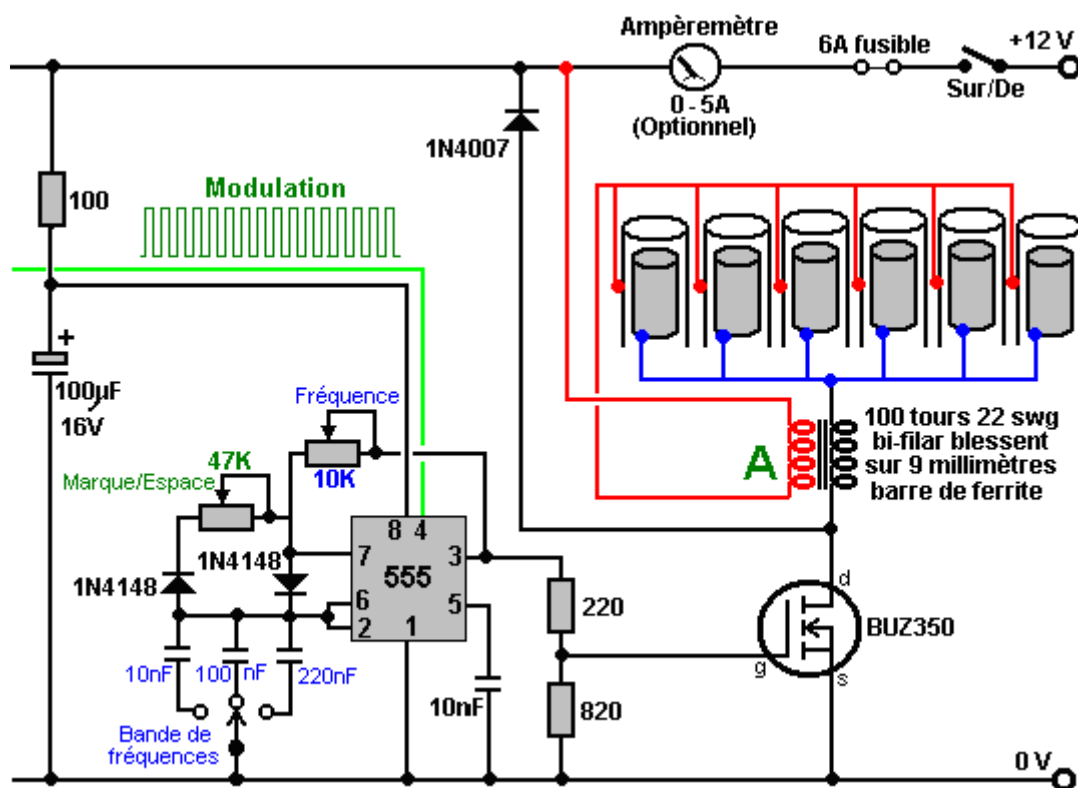 Ampèremètre
6A fusible
+12 V
Sur/De
0 - 5A
(Optionnel)
1N4007
100
Modulation
+
100µF
16V
Fréquence
10K
47K
Marque/Espace
1N4148
1N4148
8 4
7
3
555
6
5
2
1
10nF
100 nF
220nF
10nF
Bande de
fréquences
220
820
A
100 tours 22 swg
bi-filar blessent
sur 9 millimètres
barre de ferrite
d
BUZ350
g
s
0 V